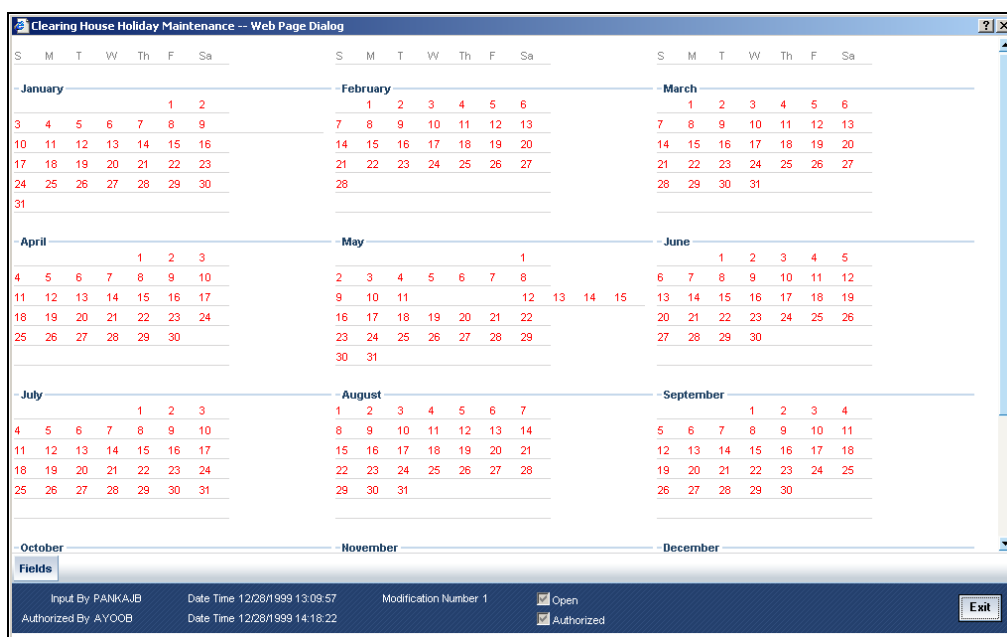 Clearing House Holiday Maintenance -- Web Page Dialog
S M T W Th F Sa S M T W Th F Sa S M T W Th F Sa
January February March
1 2 1 2 3 4 5 6 1 2 3 4 5 6
3 4 5 6 7 8 9 7 8 9 10 11 12 13 7 8 9 10 11 12 13
10 11 12 13 14 15 16 14 15 16 17 18 19 20 14 15 16 17 18 19 20
17 18 19 20 21 22 23 21 22 23 24 25 26 27 21 22 23 24 25 26 27
24 25 26 27 28 29 30 28 28 29 30 31
31
April May June
1 2 3 1 1 2 3 4 5
4 5 6 7 8 9 10 2 3 4 5 6 7 8 6 7 8 9 10 11 12
11 12 13 14 15 16 17 9 10 11 12 13 14 15 13 14 15 16 17 18 19
18 19 20 21 22 23 24 16 17 18 19 20 21 22 20 21 22 23 24 25 26
25 26 27 28 29 30 23 24 25 26 27 28 29 27 28 29 30
30 31
July August September
1 2 3 1 2 3 4 5 6 7 1 2 3 4
4 5 6 7 8 9 10 8 9 10 11 12 13 14 5 6 7 8 9 10 11
11 12 13 14 15 16 17 15 16 17 18 19 20 21 12 13 14 15 16 17 18
18 19 20 21 22 23 24 22 23 24 25 26 27 28 19 20 21 22 23 24 25
25 26 27 28 29 30 31 29 30 31 26 27 28 29 30
October November December
Fields
Input By PANKAJB Date Time 12/28/1999 13:09:57 Modification Number 1 Open
Authorized By AYOOB Date Time 12/28/1999 14:18:22 Authorized
Exit